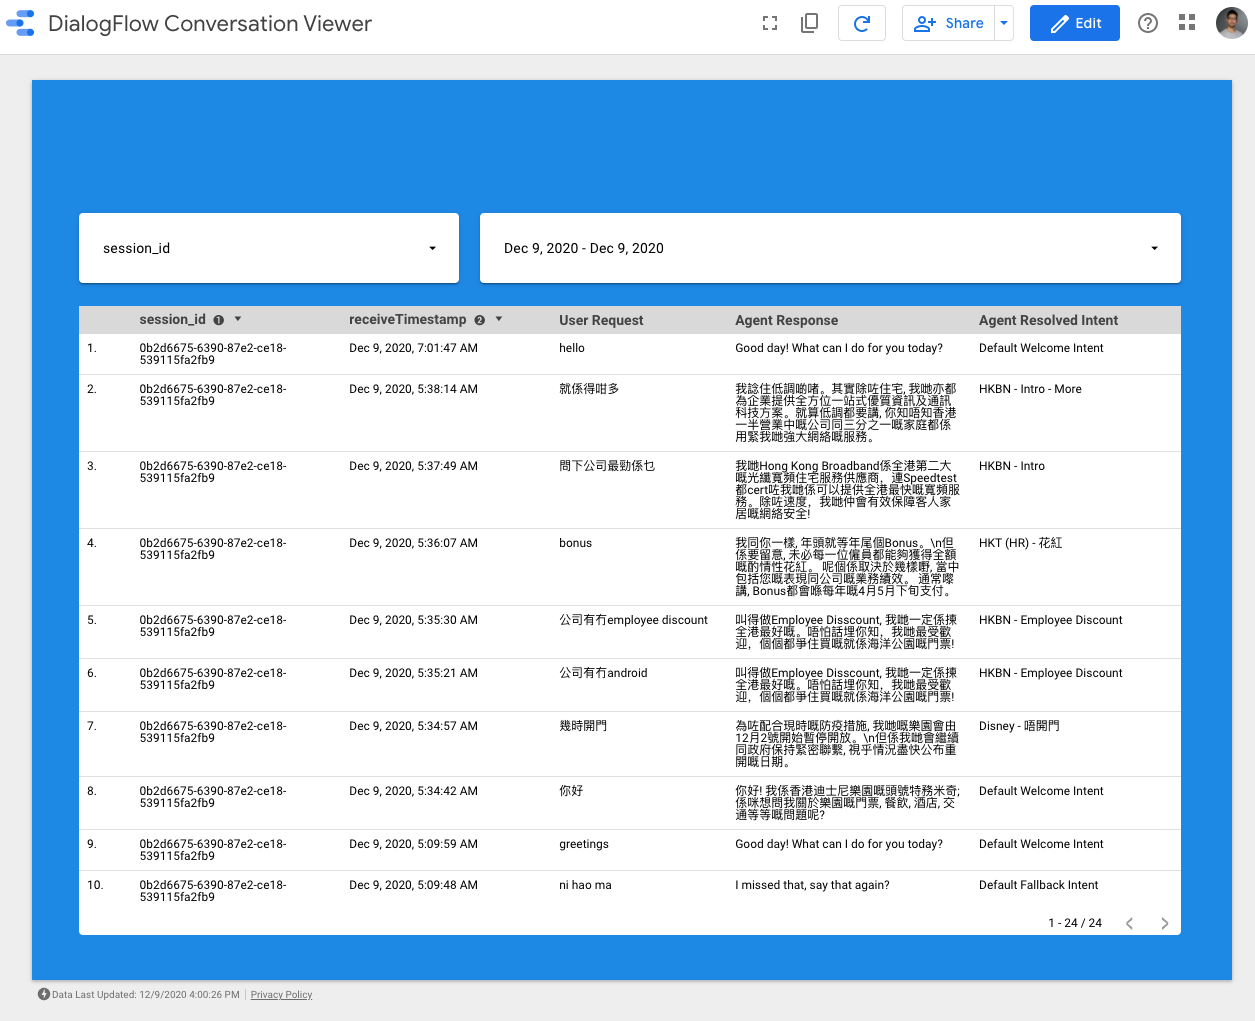 DialogFlow Conversation Viewer
Share
Edit
session_id
Dec 9, 2020 - Dec 9, 2020
session_id 1 receiveTimestamp 2 User Request Agent Response Agent Resolved Intent
1. 0b2d6675-6390-87e2-ce18- Dec 9, 2020, 7:01:47 AM hello Good day! What can I do for you today? Default Welcome Intent
539115fa2fb9
2. 0b2d6675-6390-87e2-ce18- Dec 9, 2020, 5:38:14 AM 就係得咁多 我諗住低調啲啫。其實除咗住宅, 我哋亦都 HKBN - Intro - More
539115fa2fb9 為企業提供全方位一站式優質資訊及通訊
科技方案。就算低調都要講, 你知唔知香港
一半營業中嘅公司同三分之一嘅家庭都係
用緊我哋強大網絡嘅服務。
3. 0b2d6675-6390-87e2-ce18- Dec 9, 2020, 5:37:49 AM 問下公司最勁係乜 我哋Hong Kong Broadband係全港第二大 HKBN - Intro
539115fa2fb9 嘅光纖寬頻住宅服務供應商，連Speedtest
都cert咗我哋係可以提供全港最快嘅寬頻服
務。除咗速度，我哋仲會有效保障客人家
居嘅網絡安全!
4. 0b2d6675-6390-87e2-ce18- Dec 9, 2020, 5:36:07 AM bonus 我同你一樣, 年頭就等年尾個Bonus。\n但 HKT (HR) - 花紅
539115fa2fb9 係要留意, 未必每一位僱員都能夠獲得全額
嘅酌情性花紅。 呢個係取決於幾樣嘢, 當中
包括您嘅表現同公司嘅業務績效。 通常嚟
講, Bonus都會喺每年嘅4月5月下旬支付。
5. 0b2d6675-6390-87e2-ce18- Dec 9, 2020, 5:35:30 AM 公司有冇employee discount 叫得做Employee Disscount, 我哋一定係揀 HKBN - Employee Discount
539115fa2fb9 全港最好嘅。唔怕話埋你知，我哋最受歡
迎，個個都爭住買嘅就係海洋公園嘅門票!
6. 0b2d6675-6390-87e2-ce18- Dec 9, 2020, 5:35:21 AM 公司有冇android 叫得做Employee Disscount, 我哋一定係揀 HKBN - Employee Discount
539115fa2fb9 全港最好嘅。唔怕話埋你知，我哋最受歡
迎，個個都爭住買嘅就係海洋公園嘅門票!
7. 0b2d6675-6390-87e2-ce18- Dec 9, 2020, 5:34:57 AM 幾時開門 為咗配合現時嘅防疫措施, 我哋嘅樂園會由 Disney - 唔開門
539115fa2fb9 12月2號開始暫停開放。\n但係我哋會繼續
同政府保持緊密聯繫, 視乎情況盡快公布重
開嘅日期。
8. 0b2d6675-6390-87e2-ce18- Dec 9, 2020, 5:34:42 AM 你好 你好! 我係香港迪士尼樂園嘅頭號特務米奇; Default Welcome Intent
539115fa2fb9 係咪想問我關於樂園嘅門票, 餐飲, 酒店, 交
通等等嘅問題呢?
9. 0b2d6675-6390-87e2-ce18- Dec 9, 2020, 5:09:59 AM greetings Good day! What can I do for you today? Default Welcome Intent
539115fa2fb9
10. 0b2d6675-6390-87e2-ce18- Dec 9, 2020, 5:09:48 AM ni hao ma I missed that, say that again? Default Fallback Intent
539115fa2fb9
1 - 24 / 24
Data Last Updated: 12/9/2020 4:00:26 PM Privacy Policy